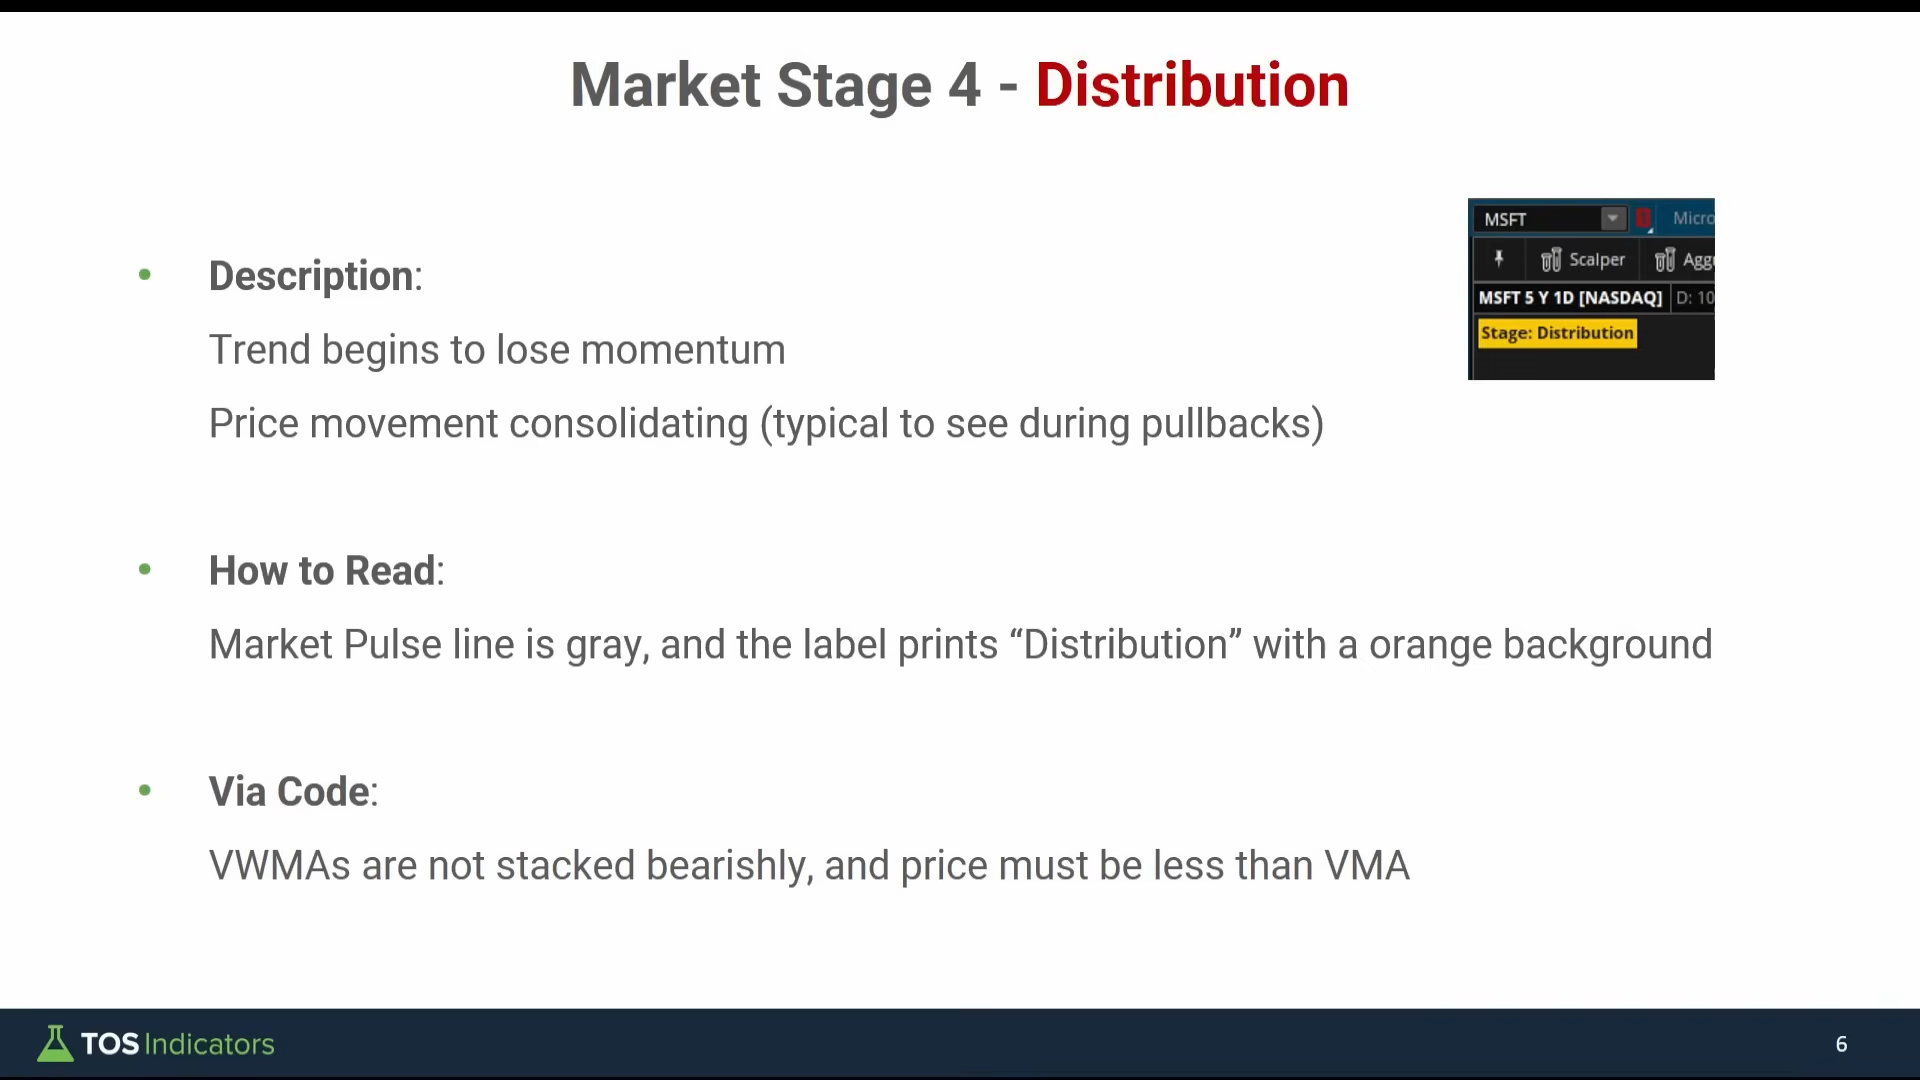 Market Stage 4 - Distribution
MSFT
Micro
Scalper
Aggr
MSFT 5 Y 1D [NASDAQ]
D: 10
Stage: Distribution
• Description:
Trend begins to lose momentum
Price movement consolidating (typical to see during pullbacks)
• How to Read:
Market Pulse line is gray, and the label prints “Distribution” with a orange background
• Via Code:
VWMAs are not stacked bearishly, and price must be less than VMA
TOS Indicators
6